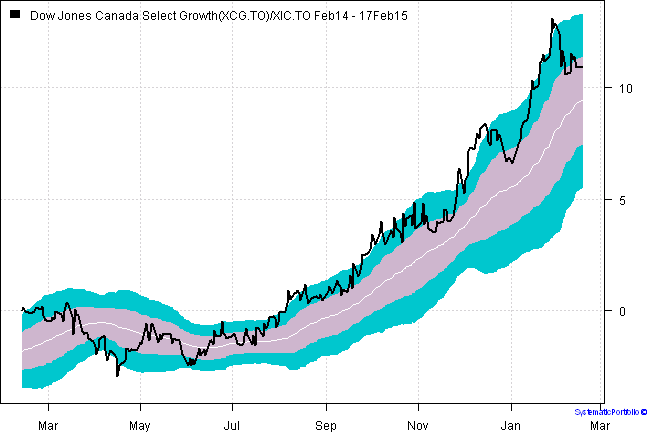 Dow Jones Canada Select Growth(XCG.TO)/XIC.TO Feb14 - 17Feb15
10
5
0
SystematicPortfolio ©
Mar May Jul Sep Nov Jan Mar